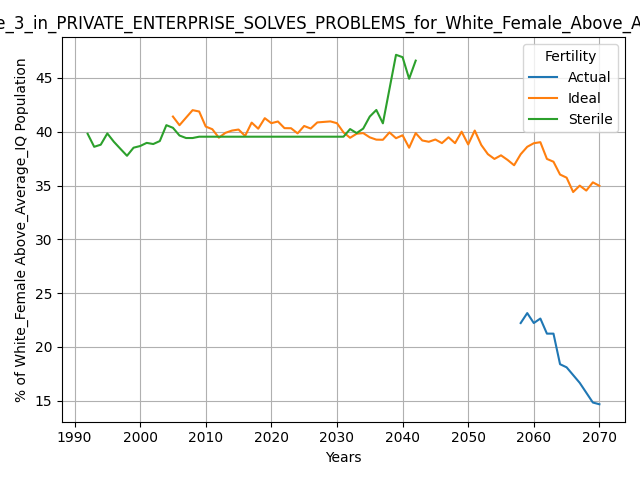 e_3_in_PRIVATE_ENTERPRISE_SOLVES_PROBLEMS_for_White_Female_Above_A
% of White_Female Above_Average_IQ Population
45
40
35
30
25
20
15
Fertility
Actual
Ideal
Sterile
1990 2000 2010 2020 2030 2040 2050 2060 2070
Years